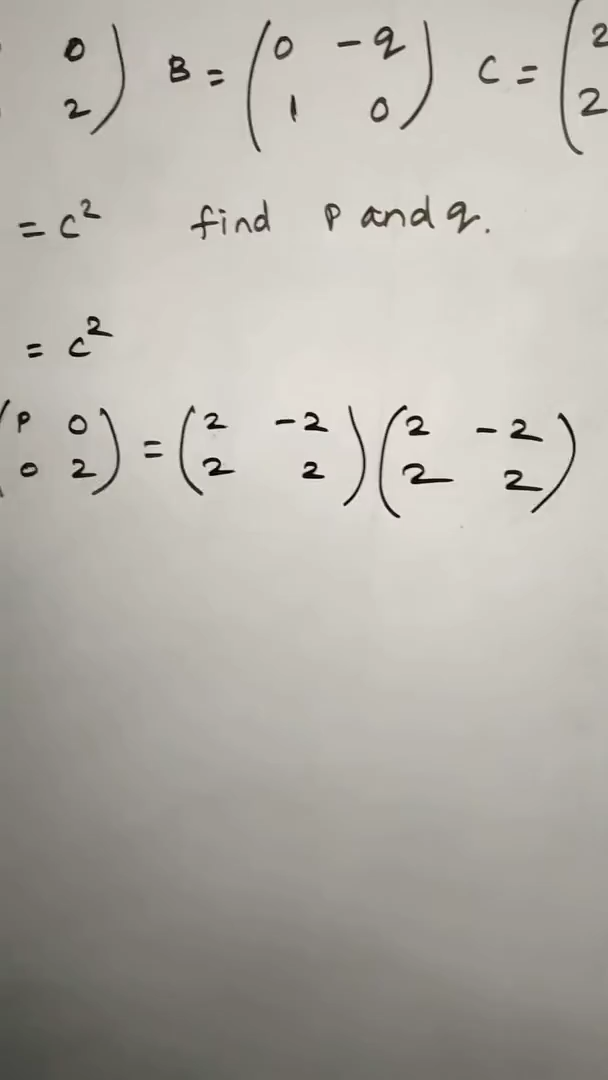 0 ) B = ( 0 -q ) C = ( 2
2 1 0 2
= c² find p and q.
= c²
( P 0 ) = ( 2 -2 ) ( 2 -2 )
0 2 2 2 2 2